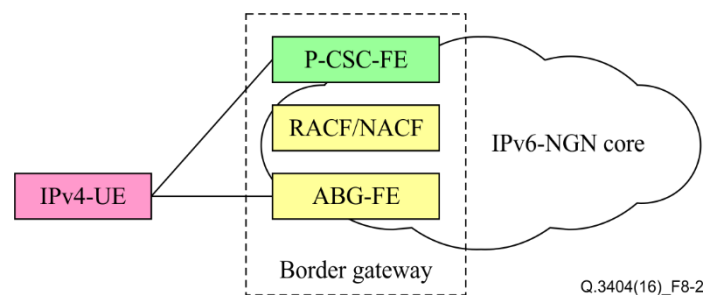 P-CSC-FE
RACF/NACF
IPv6-NGN core
IPv4-UE
ABG-FE
Border gateway
Q.3404(16)_F8-2